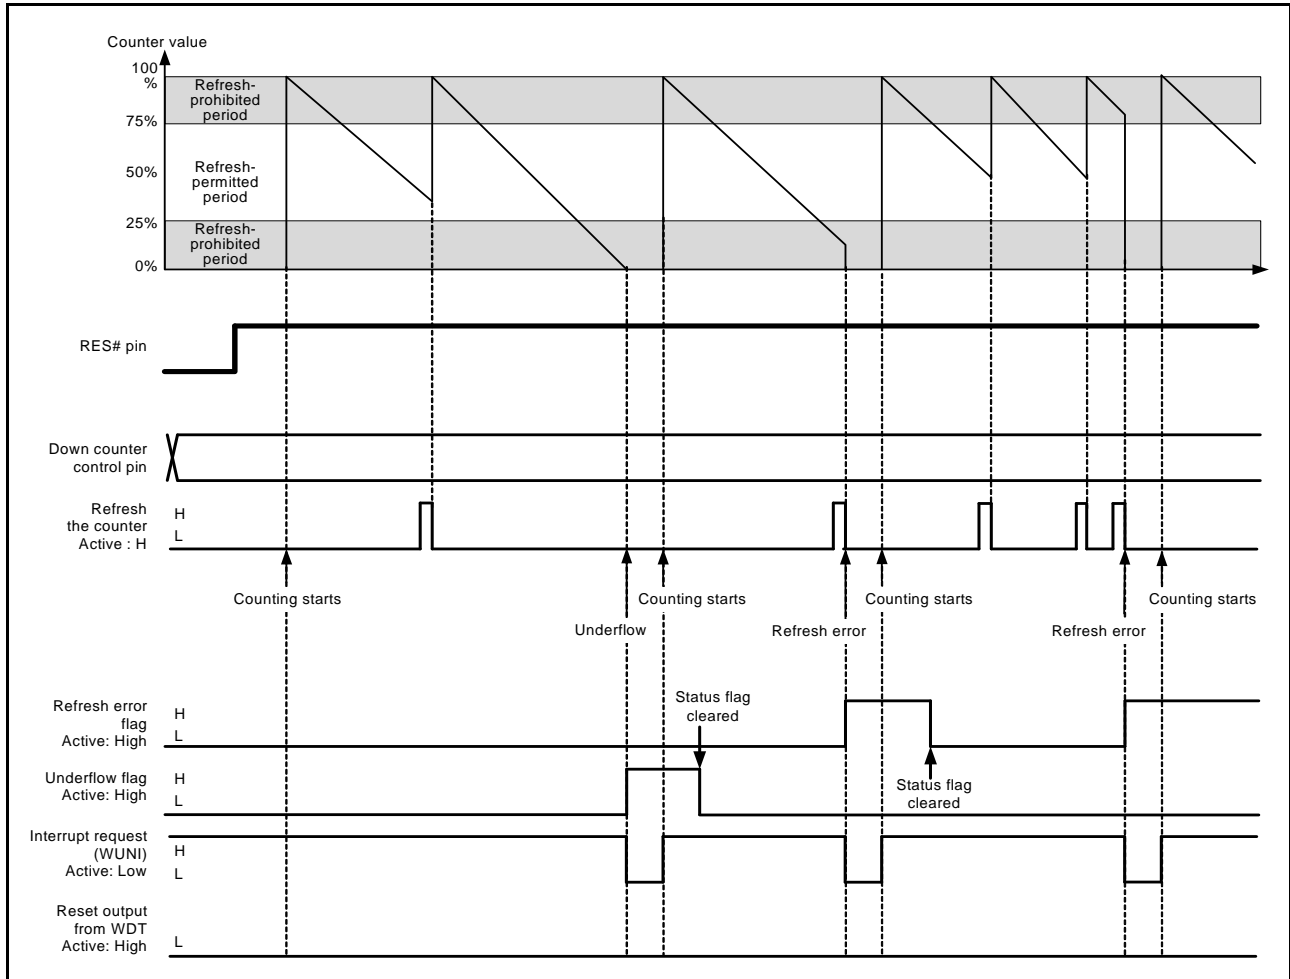 Counter value
100
%
Refresh-
prohibited
period
75%
50%
Refresh-
permitted
period
25%
Refresh-
prohibited
period
0%
RES# pin
Down counter
control pin
Refresh
the counter
Active : H
H
L
Counting starts
Counting starts
Counting starts
Counting starts
Underflow
Refresh error
Refresh error
Refresh error
flag
Active: High
H
L
Status flag
cleared
Underflow flag
Active: High
H
L
Status flag
cleared
Interrupt request
(WUNI)
Active: Low
H
L
Reset output
from WDT
Active: High
L